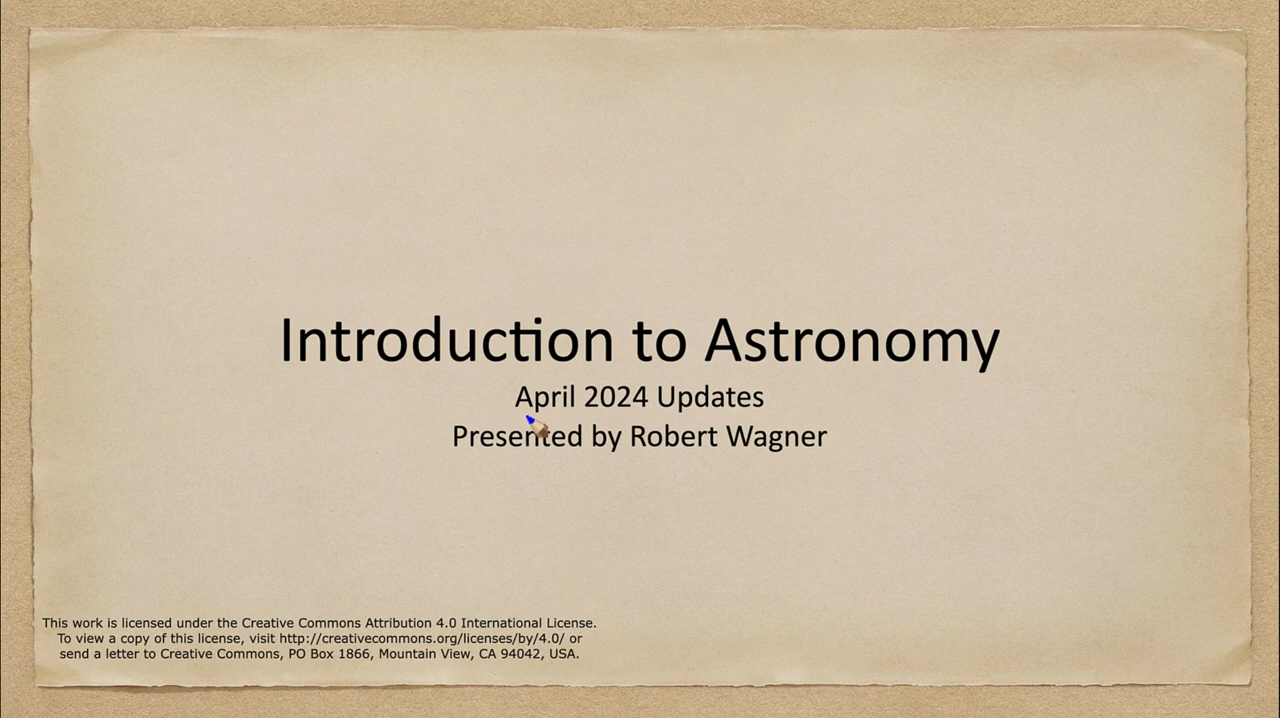 Introduction to Astronomy
April 2024 Updates
Presented by Robert Wagner
This work is licensed under the Creative Commons Attribution 4.0 International License.
To view a copy of this license, visit http://creativecommons.org/licenses/by/4.0/ or
send a letter to Creative Commons, PO Box 1866, Mountain View, CA 94042, USA.